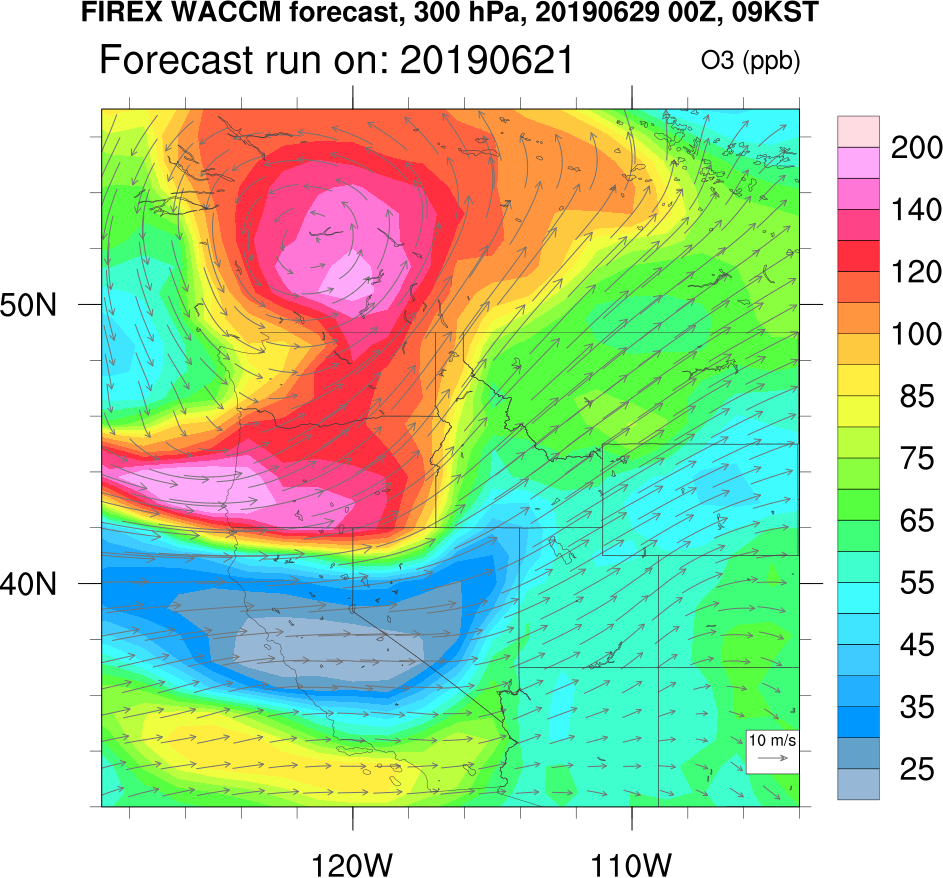 FIREX WACCM forecast, 300 hPa, 20190629 00Z, 09KST
Forecast run on: 20190621
O3 (ppb)
200
140
120
100
85
75
65
55
45
35
25
50N
40N
10 m/s
120W
110W